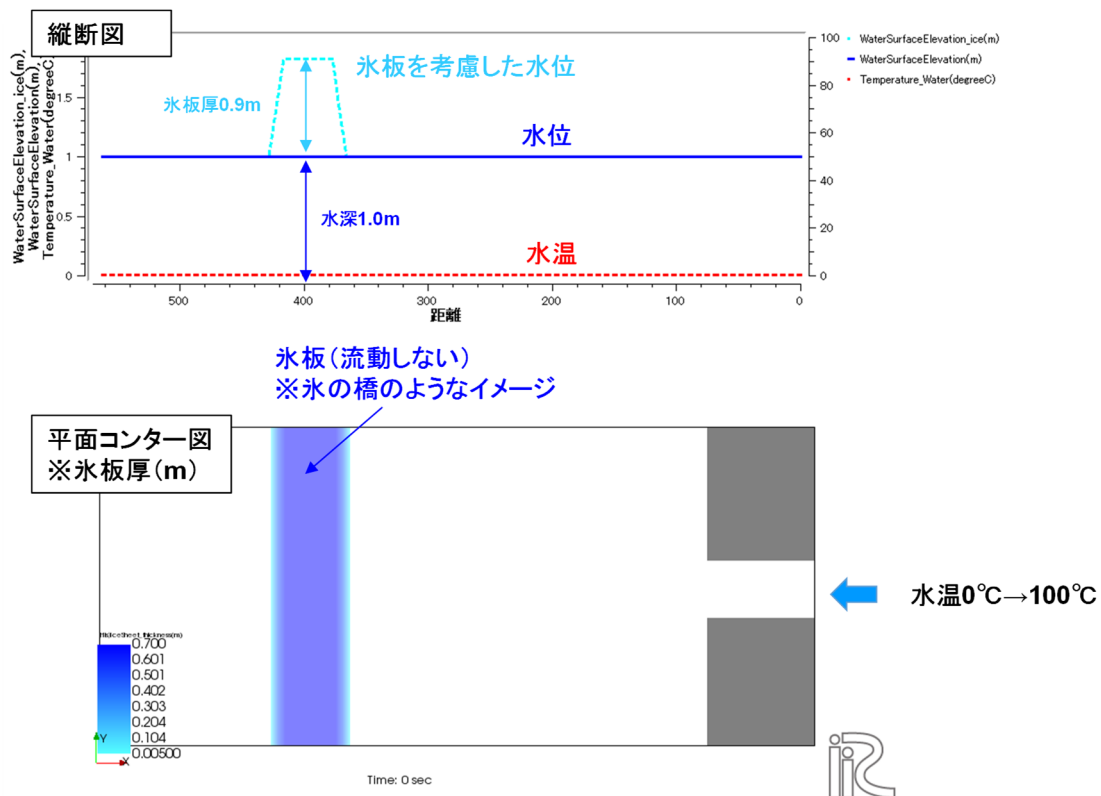 縦断図
WaterSurfaceElevation_ice(m),
WaterSurfaceElevation(m),
Temperature_Water(degreeC)
1.5
1
0.5
0
100
80
60
40
20
0
500
400
300
200
100
0
距離
WaterSurfaceElevation_ice(m)
WaterSurfaceElevation(m)
Temperature_Water(degreeC)
氷板を考慮した水位
氷板厚0.9m
水位
水深1.0m
水温
氷板(流動しない)
※氷の橋のようなイメージ
平面コンター図
※氷板厚(m)
水温0℃→100℃
0.700
0.601
0.501
0.402
0.303
0.204
0.104
0.00500
Y
X
Time: 0 sec
iRIC